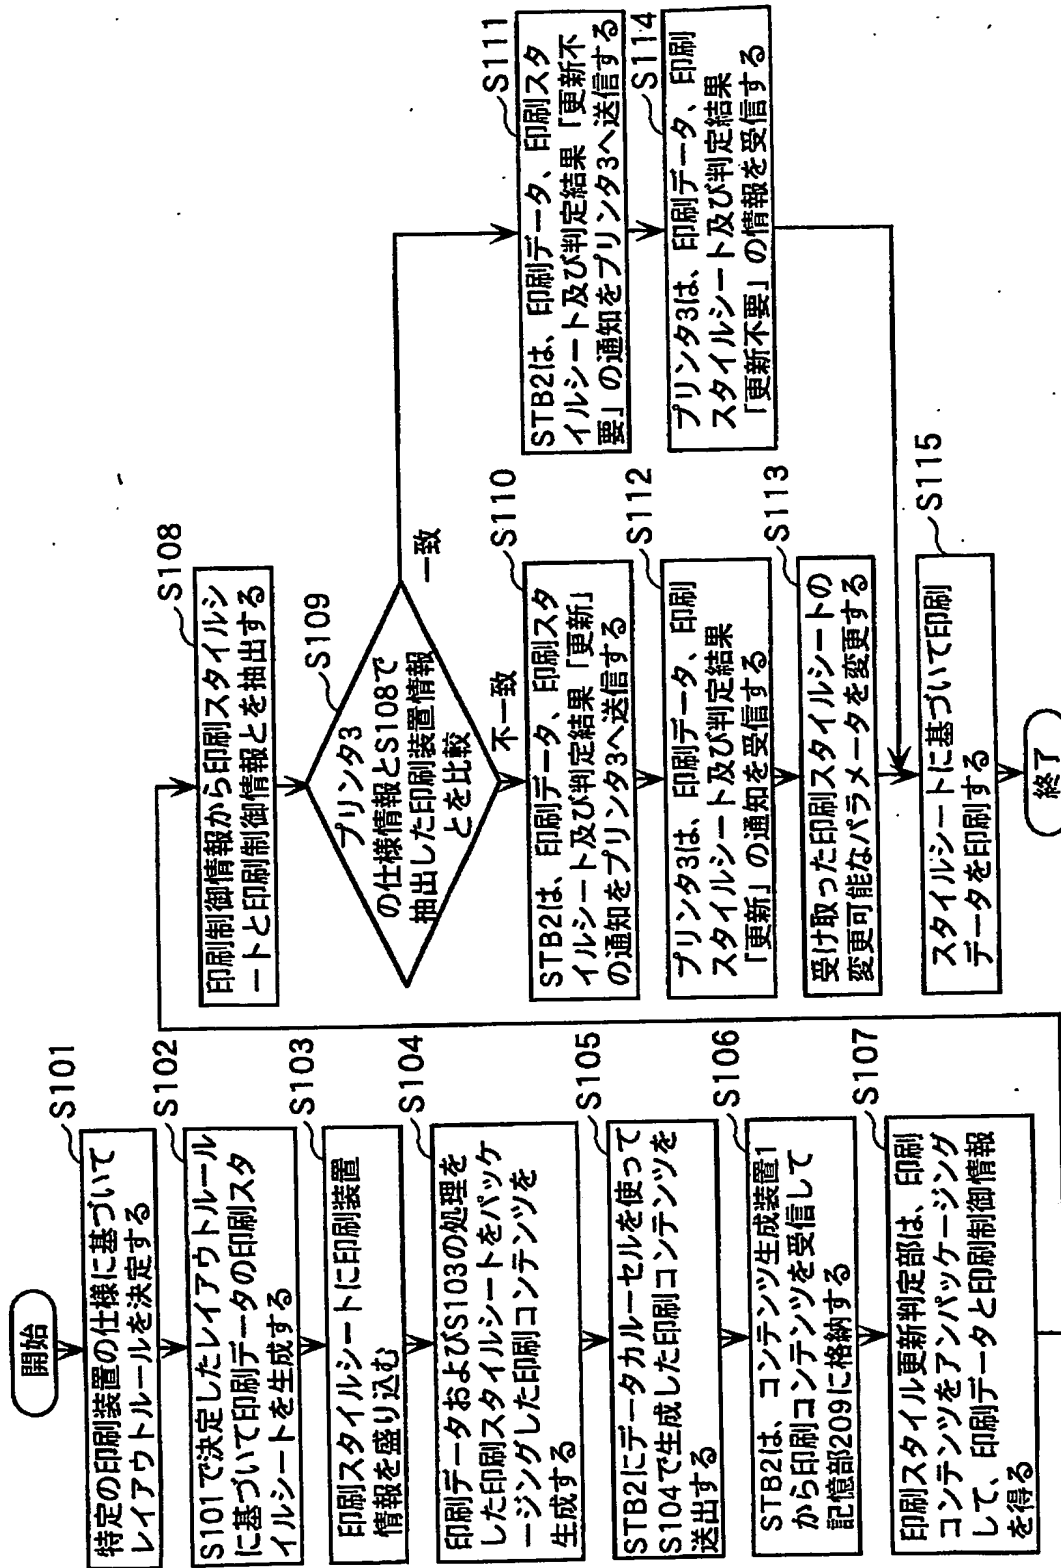 開始
S101
特定の印刷装置の仕様に基づいて
レイアウトルールを決定する
S102
S101で決定したレイアウトルール
に基づいて印刷データの印刷スタ
イルシートを生成する
S103
印刷スタイルシートに印刷装置
情報を盛り込む
S104
印刷データおよびS103の処理を
した印刷スタイルシートをパッケ
ージングした印刷コンテンツを
生成する
S105
STB2にデータカルーセルを使って
S104で生成した印刷コンテンツを
送出する
S106
STB2は、コンテンツ生成装置1
から印刷コンテンツを受信して
記憶部209に格納する
S107
印刷スタイル更新判定部は、印刷
コンテンツをアンパッケージング
して、印刷データと印刷制御情報
を得る
S108
印刷制御情報から印刷スタイルシ
ートと印刷制御情報とを抽出する
S109
プリンタ3
の仕様情報とS108で
抽出した印刷装置情報
とを比較
不一致
一致
S110
STB2は、印刷データ、印刷スタ
イルシート及び判定結果「更新」
の通知をプリンタ3へ送信する
S112
プリンタ3は、印刷データ、印刷
スタイルシート及び判定結果
「更新」の通知を受信する
S113
受け取った印刷スタイルシートの
変更可能なパラメータを変更する
S111
STB2は、印刷データ、印刷スタ
イルシート及び判定結果「更新不
要」の通知をプリンタ3へ送信する
S114
プリンタ3は、印刷データ、印刷
スタイルシート及び判定結果
「更新不要」の情報を受信する
S115
スタイルシートに基づいて印刷
データを印刷する
終了